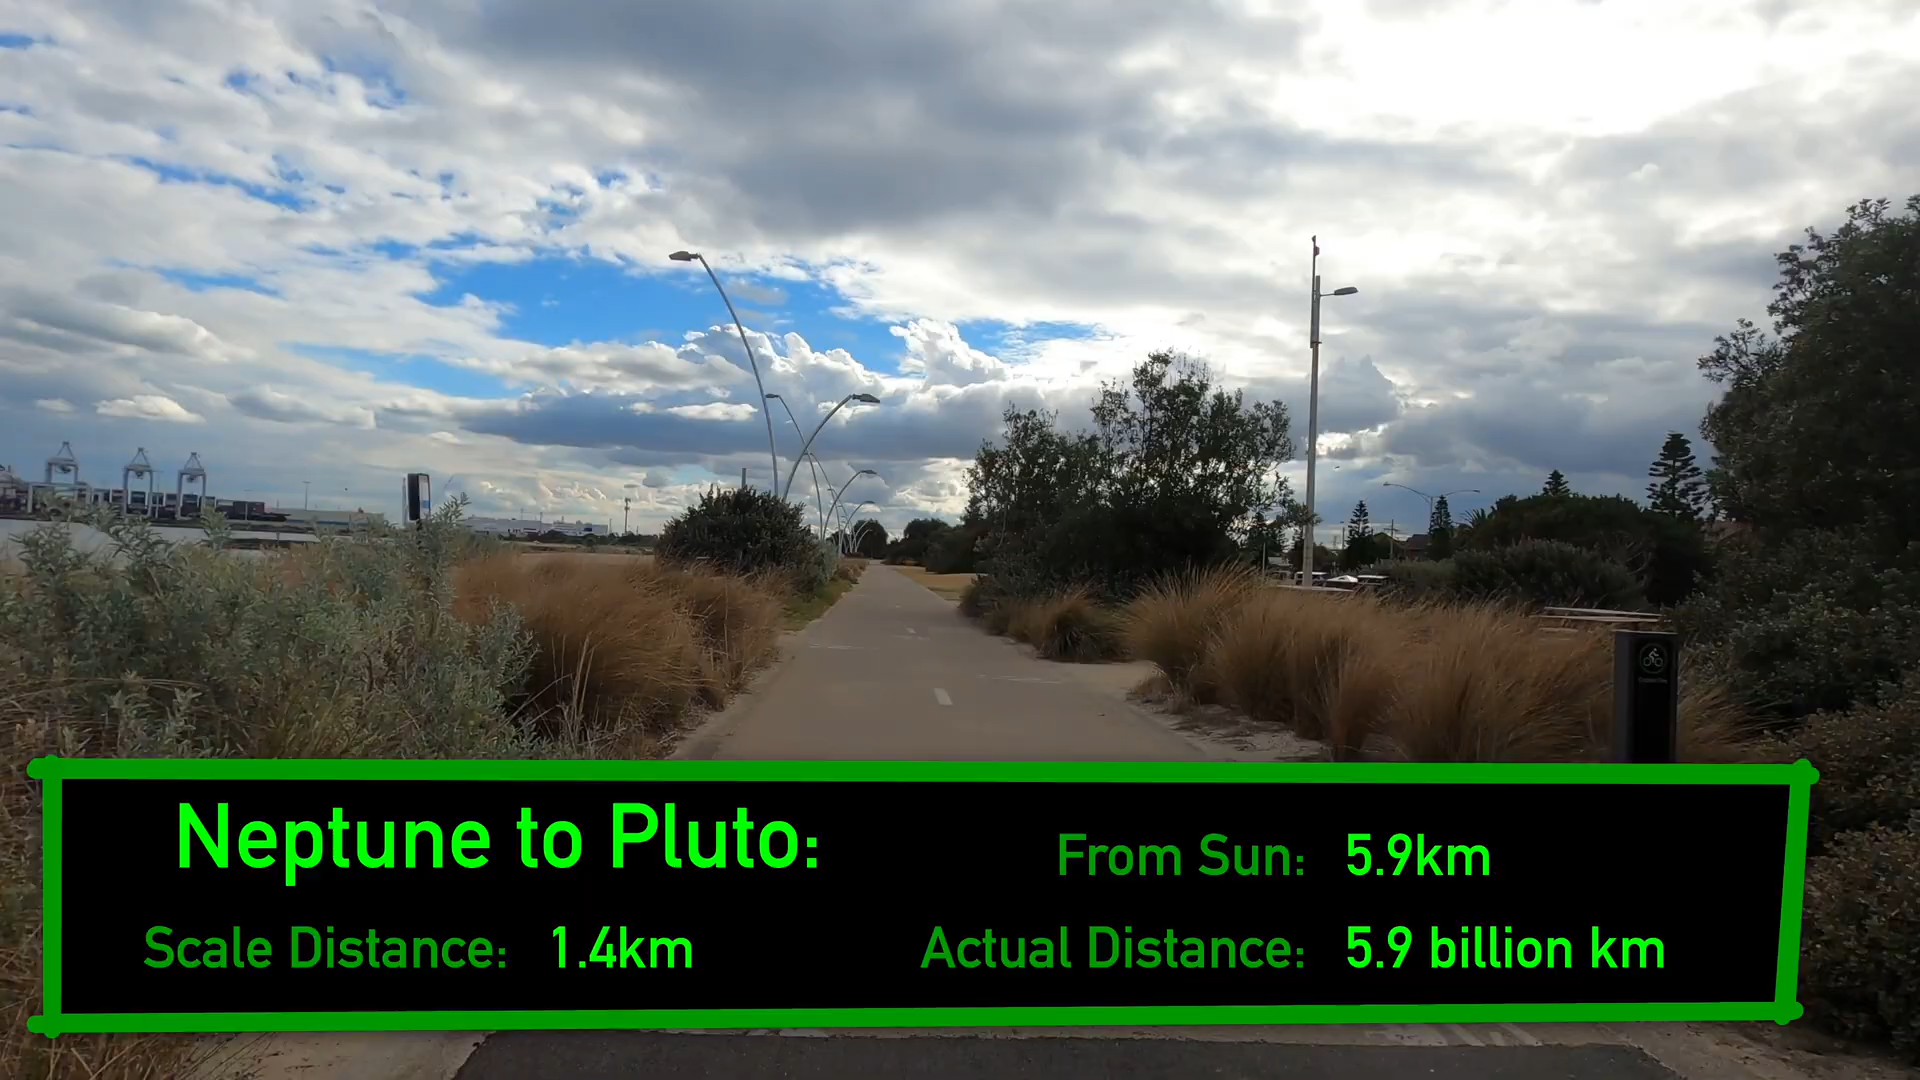 Neptune to Pluto:
From Sun: 5.9km
Scale Distance: 1.4km
Actual Distance: 5.9 billion km